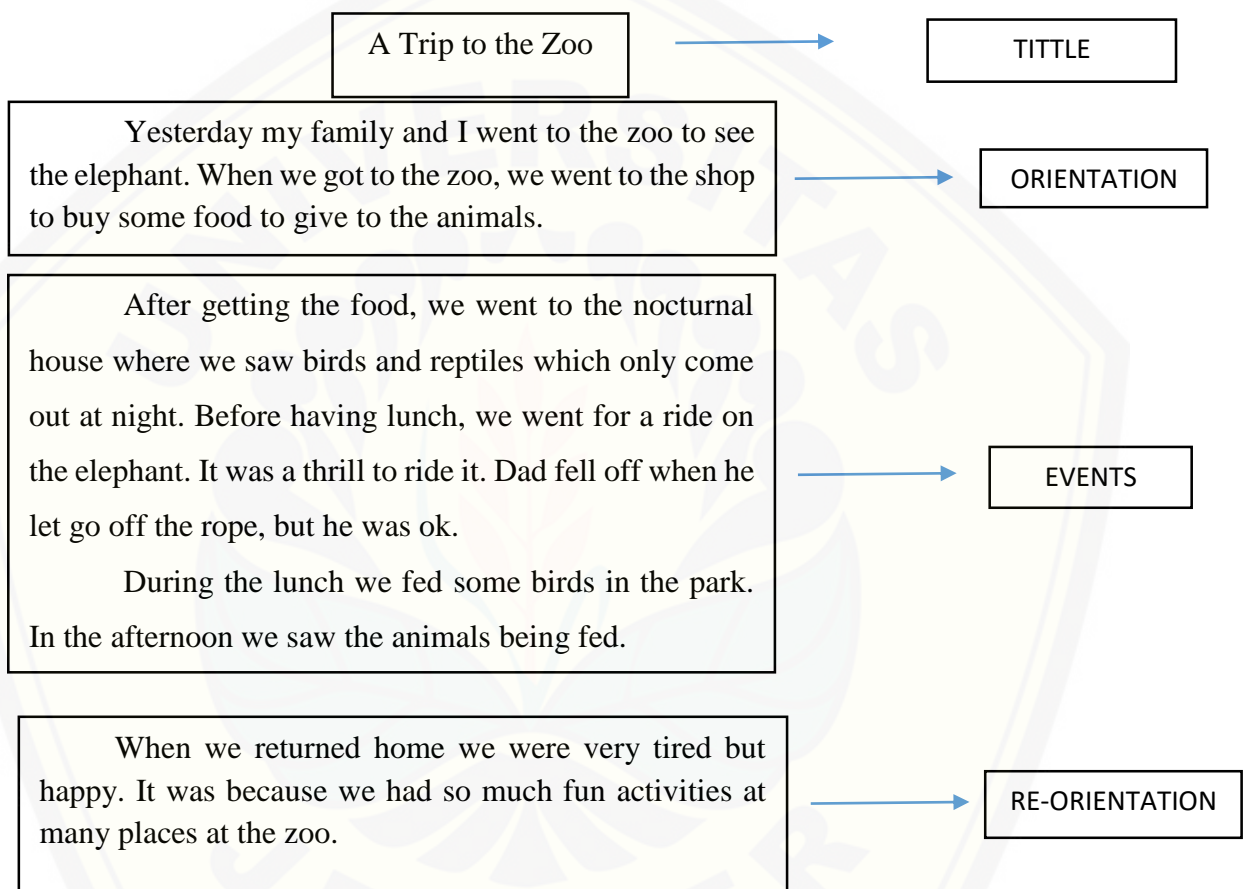 A Trip to the Zoo
TITTLE
Yesterday my family and I went to the zoo to see
the elephant. When we got to the zoo, we went to the shop
to buy some food to give to the animals.
ORIENTATION
After getting the food, we went to the nocturnal
house where we saw birds and reptiles which only come
out at night. Before having lunch, we went for a ride on
the elephant. It was a thrill to ride it. Dad fell off when he
let go off the rope, but he was ok.
During the lunch we fed some birds in the park.
In the afternoon we saw the animals being fed.
EVENTS
When we returned home we were very tired but
happy. It was because we had so much fun activities at
many places at the zoo.
RE-ORIENTATION
UNIVERSITAS